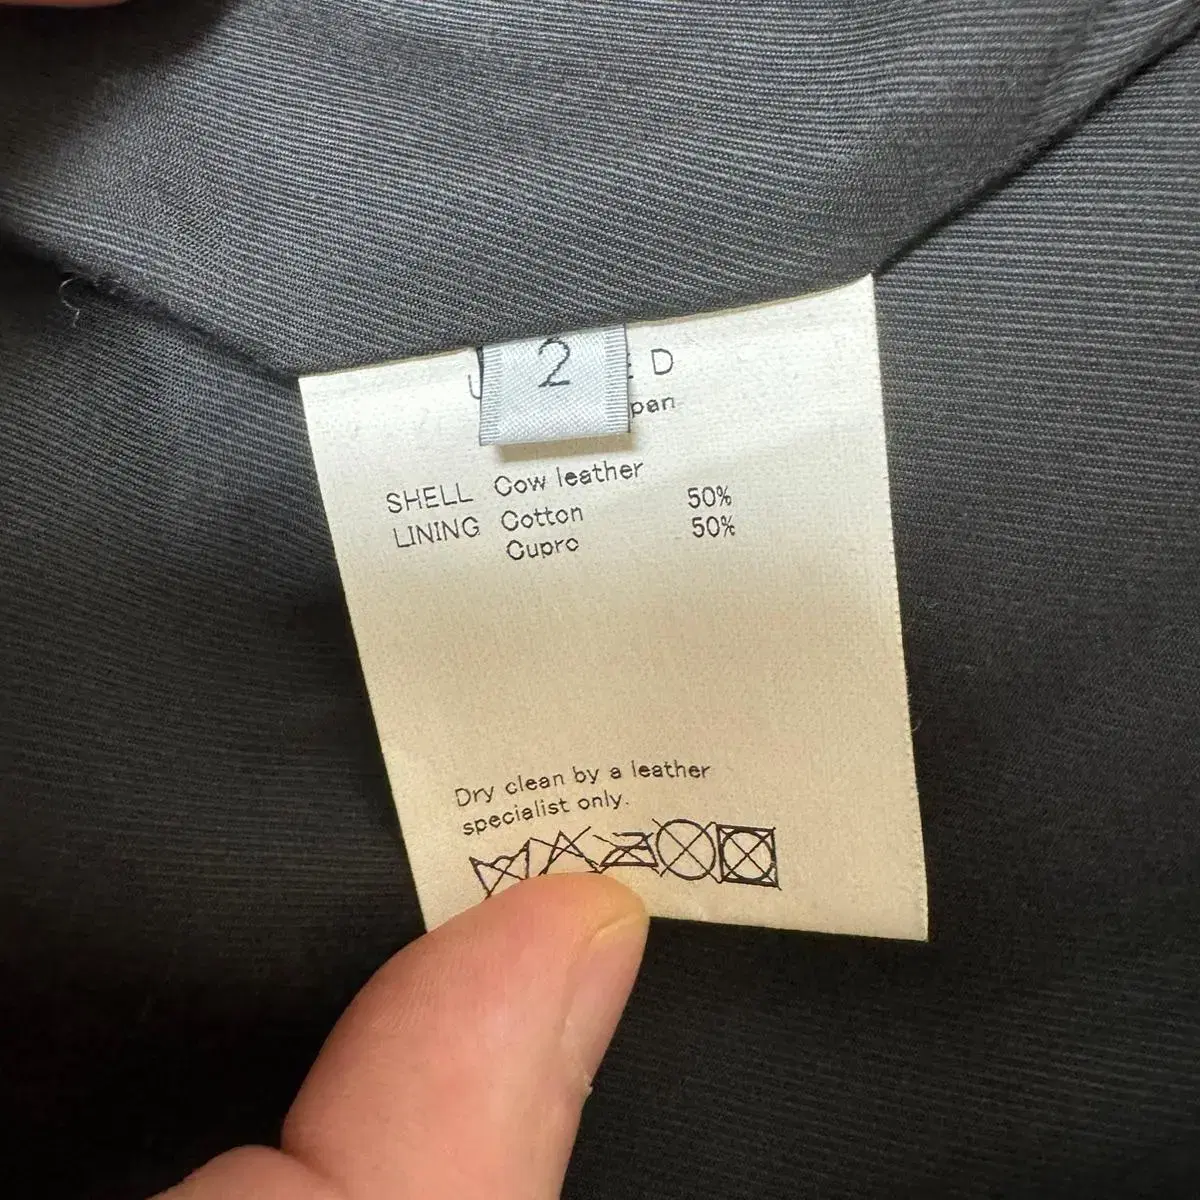 2
D
pan
SHELL Cow leather
LINING Cotton 50%
Cupro 50%
Dry clean by a leather
specialist only.